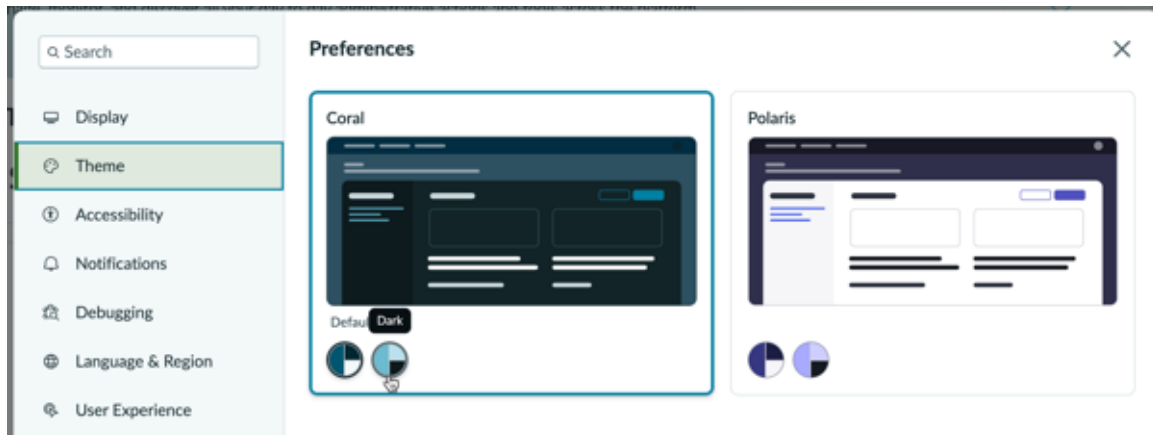 Search
Display
Theme
Accessibility
Notifications
Debugging
Language & Region
User Experience
Preferences
Coral
Dark
Polaris